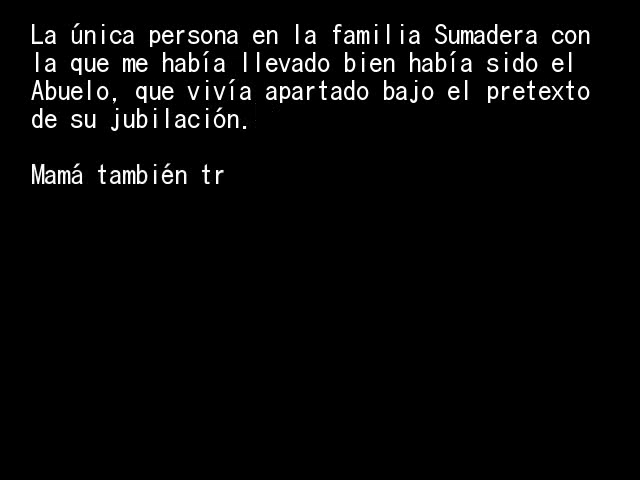 La única persona en la familia Sumadera con
la que me había llevado bien había sido el
Abuelo, que vivía apartado bajo el pretexto
de su jubilación.
Mamá también tr